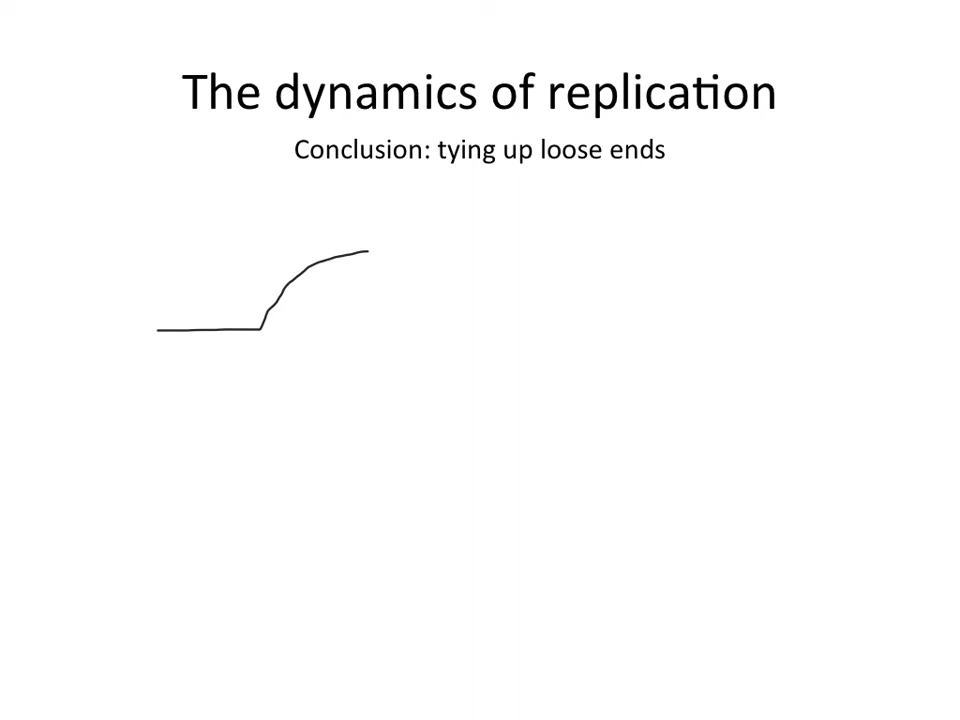 The dynamics of replication
Conclusion: tying up loose ends